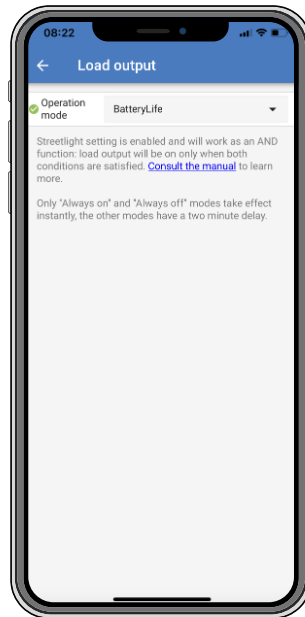 08:22
Load output
Operation
mode
BatteryLife
Streetlight setting is enabled and will work as an AND
function: load output will be on only when both
conditions are satisfied. Consult the manual to learn
more.
Only "Always on" and "Always off" modes take effect
instantly, the other modes have a two minute delay.